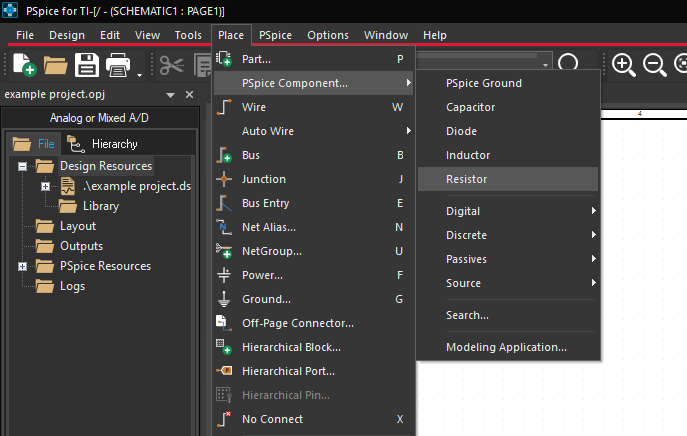 PSpice for TI-[/ - (SCHEMATIC1 : PAGE1)]
File Design Edit View Tools Place PSpice Options Window Help
example project.opj
Analog or Mixed A/D
File Hierarchy
Design Resources
.\example project.ds
Library
Layout
Outputs
PSpice Resources
Logs
Part... P
PSpice Component...
Wire W
Auto Wire
Bus B
Junction J
Bus Entry E
Net Alias... N
NetGroup... U
Power... F
Ground... G
Off-Page Connector...
Hierarchical Block...
Hierarchical Port...
Hierarchical Pin...
No Connect X
PSpice Ground
Capacitor
Diode
Inductor
Resistor
Digital
Discrete
Passives
Source
Search...
Modeling Application...
4